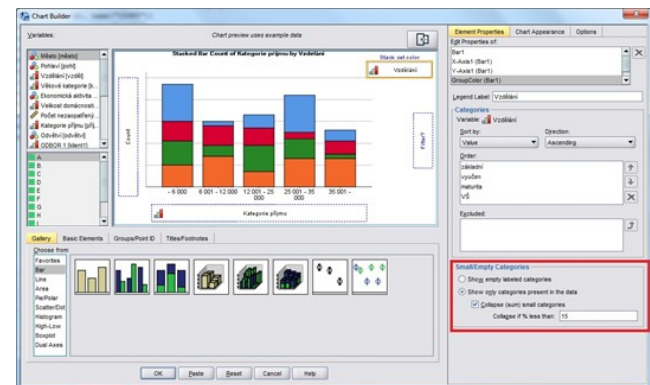 Chart Builder
Variables:
Chart preview uses example data
Město [město]
Pohlaví [pohl]
Vzdělání [vzděl]
Věkové kategorie [k...
Ekonomická aktivita...
Velikost domácnosti...
Počet nezaopatřený...
Kategorie příjmu [příj...
Odvětví [odvětví]
ODBOR 1 [Ident1]
A
B
C
D
E
F
G
H
Stacked Bar Count of Kategorie příjmu by Vzdělání
Stack: set color
Vzdělání
Count
Filter?
- 6 000
6 001 - 12 000
12 001 - 25 000
25 001 - 35 000
35 001 -
Kategorie příjmu
Gallery
Basic Elements
Groups/Point ID
Titles/Footnotes
Choose from:
Favorites
Bar
Line
Area
Pie/Polar
Scatter/Dot
Histogram
High-Low
Boxplot
Dual Axes
OK
Paste
Reset
Cancel
Help
Element Properties
Chart Appearance
Options
Edit Properties of:
Bar1
X-Axis1 (Bar1)
Y-Axis1 (Bar1)
GroupColor (Bar1)
Legend Label: Vzdělání
Categories
Variable: Vzdělání
Sort by:
Direction:
Value
Ascending
Order:
základní
vyučen
maturita
VŠ
Excluded:
Small/Empty Categories
Show empty labeled categories
Show only categories present in the data
Collapse (sum) small categories
Collapse if % less than: 15